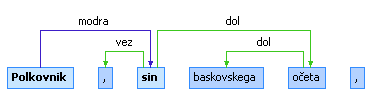 modra dol
vez dol
Polkovnik , sin baskovskega očeta ,